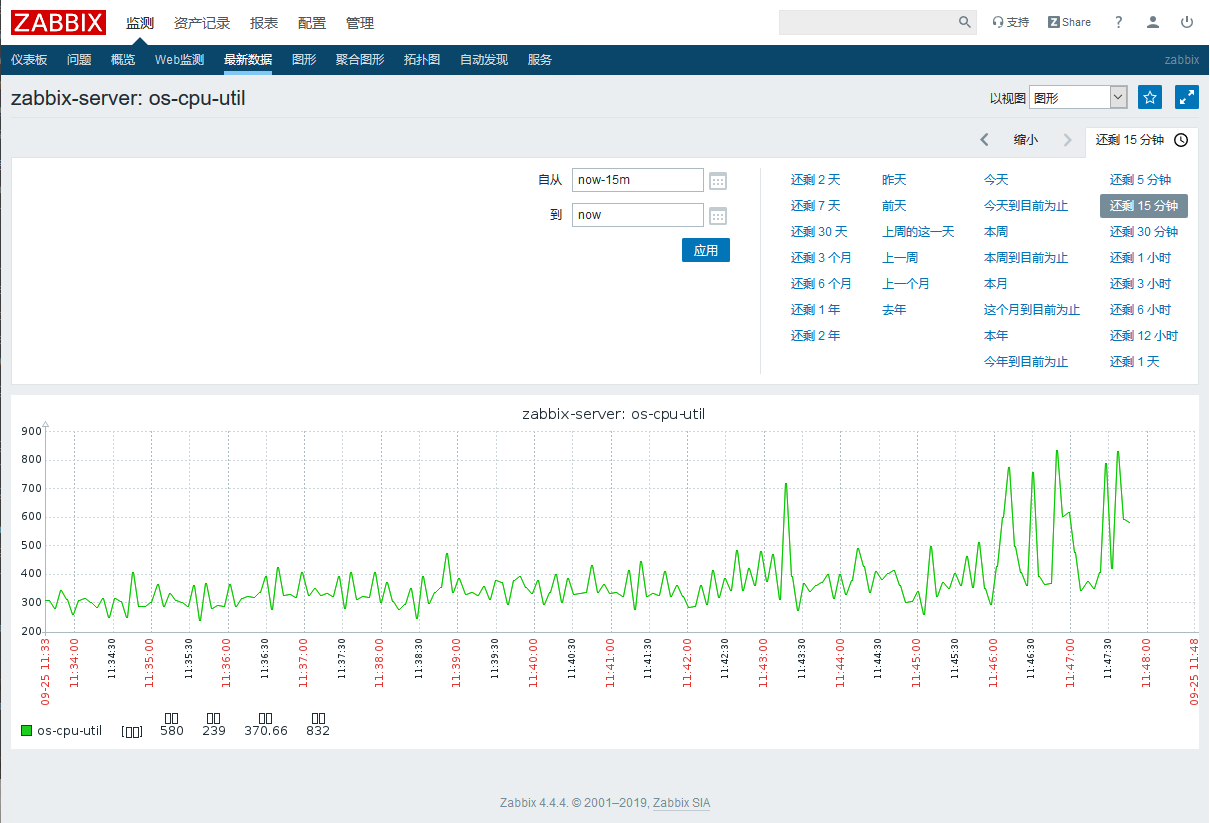 ZABBIX 监测 资产记录 报表 配置 管理 支持 Z Share ?
仪表板 问题 概览 Web监测 最新数据 图形 聚合图形 拓扑图 自动发现 服务 zabbix
zabbix-server: os-cpu-util 以视图 图形
缩小 还剩 15 分钟
自从 now-15m
到 now
应用
还剩 2 天 昨天 今天 还剩 5 分钟
还剩 7 天 前天 今天到目前为止 还剩 15 分钟
还剩 30 天 上周的这一天 本周 还剩 30 分钟
还剩 3 个月 上一周 本周到目前为止 还剩 1 小时
还剩 6 个月 上一个月 本月 还剩 3 小时
还剩 1 年 去年 这个月到目前为止 还剩 6 小时
还剩 2 年 本年 还剩 12 小时
今年到目前为止 还剩 1 天
zabbix-server: os-cpu-util
900
800
700
600
500
400
300
200
09-25 11:33 11:34:00 11:34:30 11:35:00 11:35:30 11:36:00 11:36:30 11:37:00 11:37:30 11:38:00 11:38:30 11:39:00 11:39:30 11:40:00 11:40:30 11:41:00 11:41:30 11:42:00 11:42:30 11:43:00 11:43:30 11:44:00 11:44:30 11:45:00 11:45:30 11:46:00 11:46:30 11:47:00 11:47:30 11:48:00 09-25 11:48
os-cpu-util [▯▯] 580 239 370.66 832
Zabbix 4.4.4. © 2001–2019, Zabbix SIA